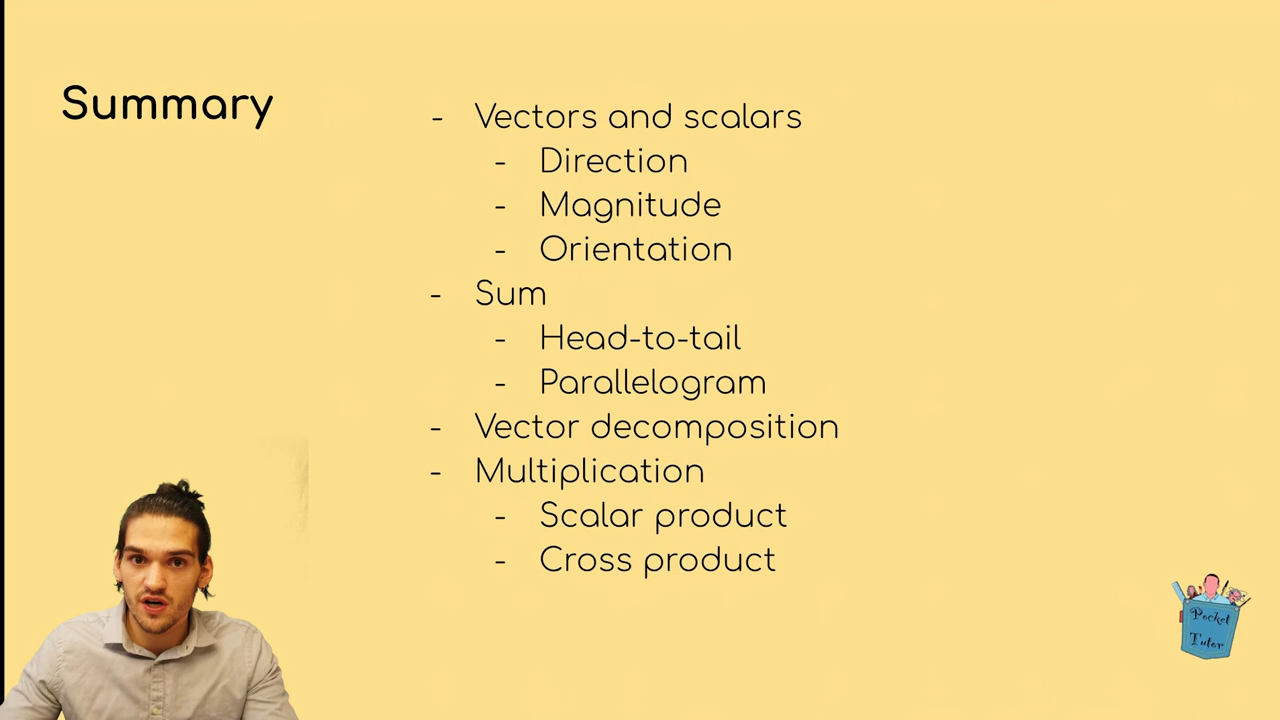 Summary
- Vectors and scalars
- Direction
- Magnitude
- Orientation
- Sum
- Head-to-tail
- Parallelogram
- Vector decomposition
- Multiplication
- Scalar product
- Cross product
Pocket
Tutor